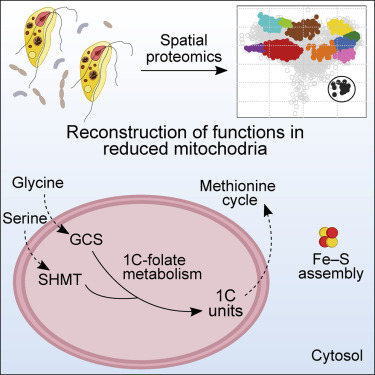 Spatial
proteomics
Reconstruction of functions in
reduced mitochodria
Glycine
Methionine
cycle
Serine
GCS
1C-folate
metabolism
SHMT
1C
units
Fe–S
assembly
Cytosol